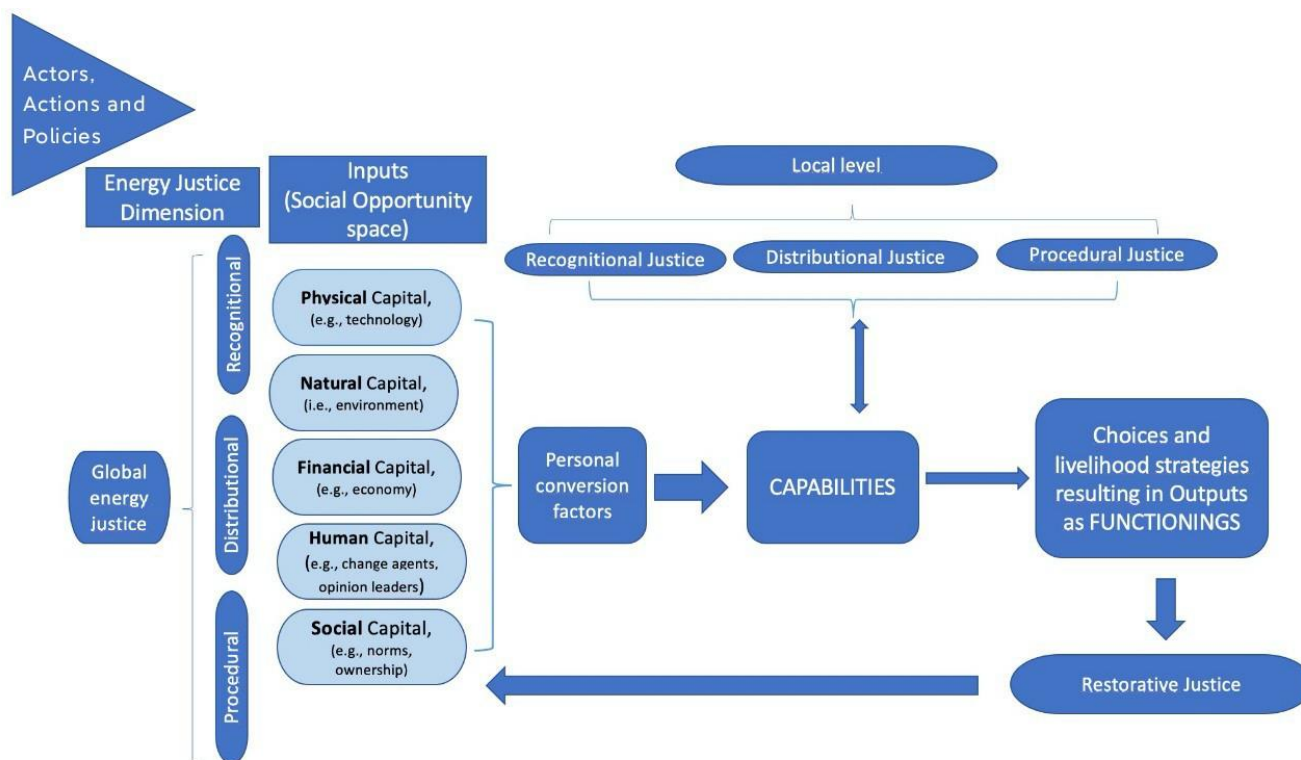 Actors,
Actions and
Policies
Energy Justice
Dimension
Inputs
(Social Opportunity
space)
Local level
Recognitional Justice
Distributional Justice
Procedural Justice
Recognitional
Distributional
Procedural
Global
energy
justice
Physical Capital,
(e.g., technology)
Natural Capital,
(i.e., environment)
Financial Capital,
(e.g., economy)
Human Capital,
(e.g., change agents,
opinion leaders)
Social Capital,
(e.g., norms,
ownership)
Personal
conversion
factors
CAPABILITIES
Choices and
livelihood strategies
resulting in Outputs
as FUNCTIONINGS
Restorative Justice